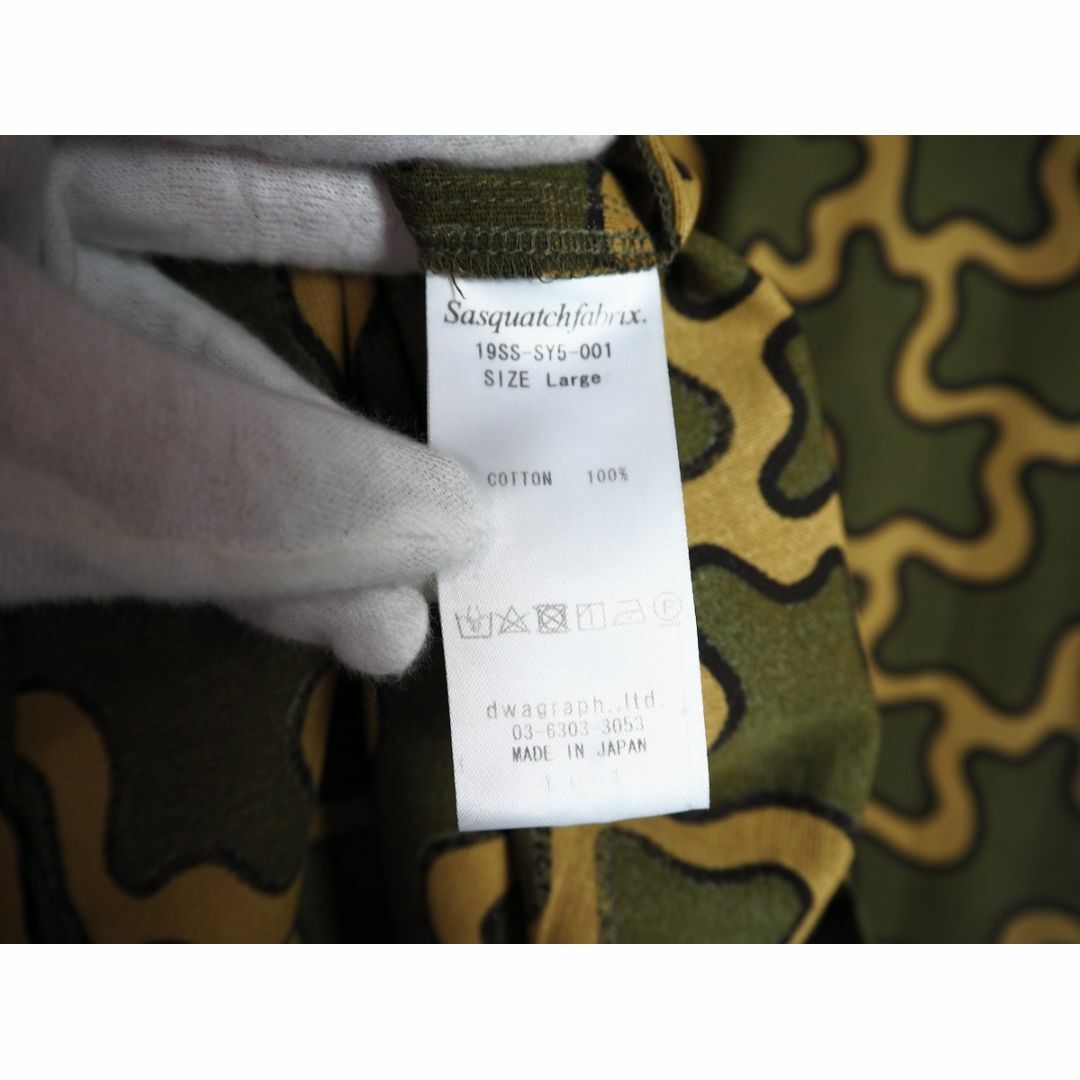 Sasquatchfabrix.
19SS-SY5-001
SIZE Large
COTTON 100%
dwagraph.,ltd.
03-6303-3053
MADE IN JAPAN